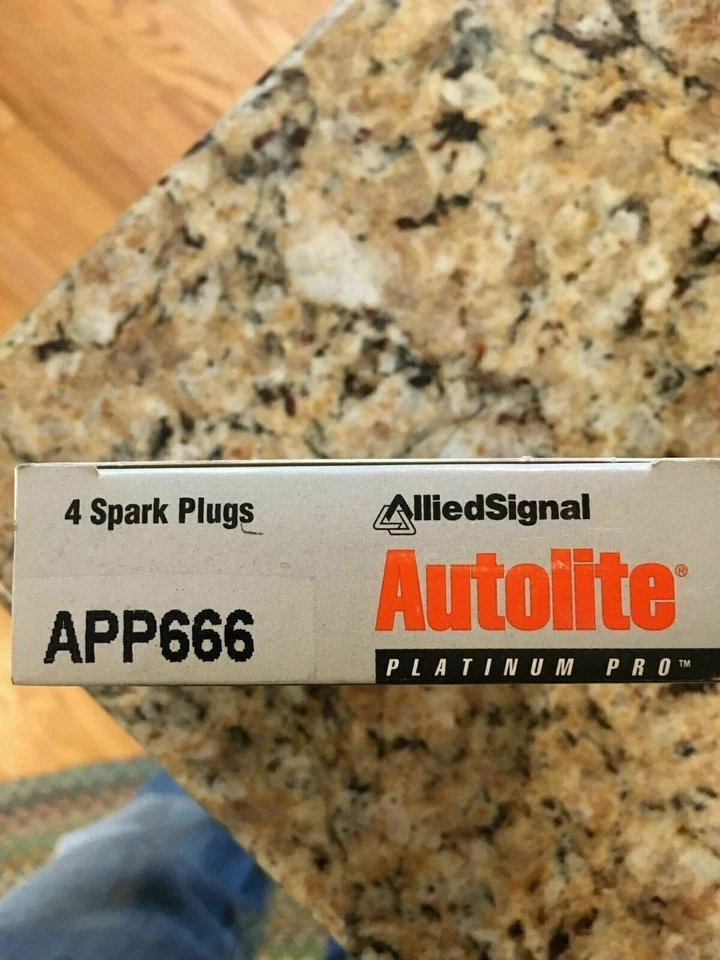 4 Spark Plugs
AlliedSignal
Autolite®
APP666
PLATINUM PRO™